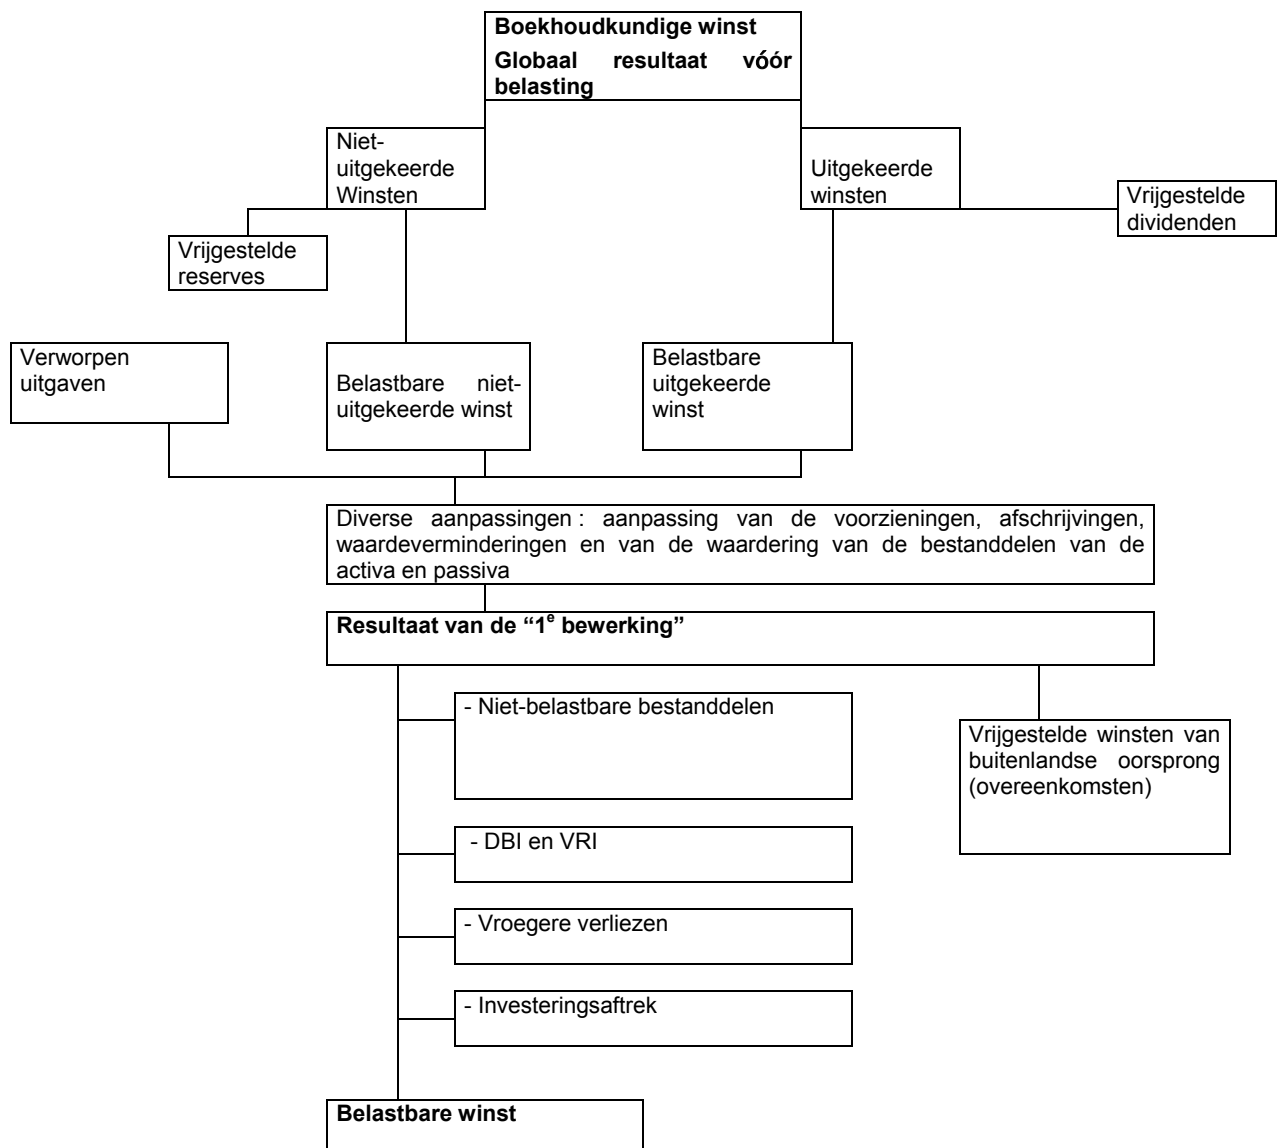 Boekhoudkundige winst
Globaal resultaat vóór
belasting
Niet-
uitgekeerde
Winsten
Uitgekeerde
winsten
Vrijgestelde
dividenden
Vrijgestelde
reserves
Verworpen
uitgaven
Belastbare niet-
uitgekeerde winst
Belastbare
uitgekeerde
winst
Diverse aanpassingen : aanpassing van de voorzieningen, afschrijvingen,
waardeverminderingen en van de waardering van de bestanddelen van de
activa en passiva
Resultaat van de “1e bewerking”
- Niet-belastbare bestanddelen
Vrijgestelde winsten van
buitenlandse oorsprong
(overeenkomsten)
- DBI en VRI
- Vroegere verliezen
- Investeringsaftrek
Belastbare winst